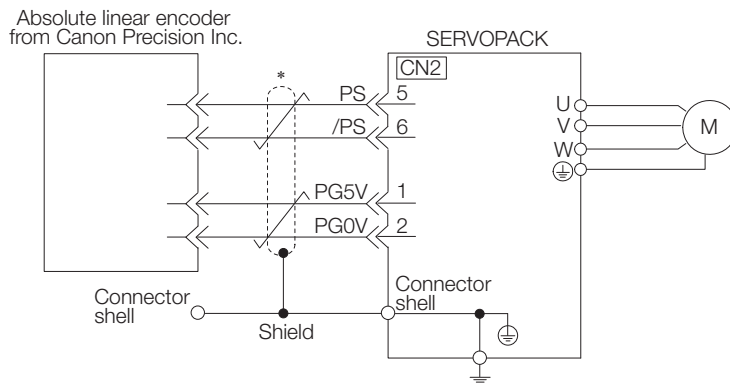 Absolute linear encoder
from Canon Precision Inc.
SERVOPACK
CN2
*
PS 5
/PS 6
PG5V 1
PG0V 2
U
V
W
M
Connector
shell
Shield
Connector
shell